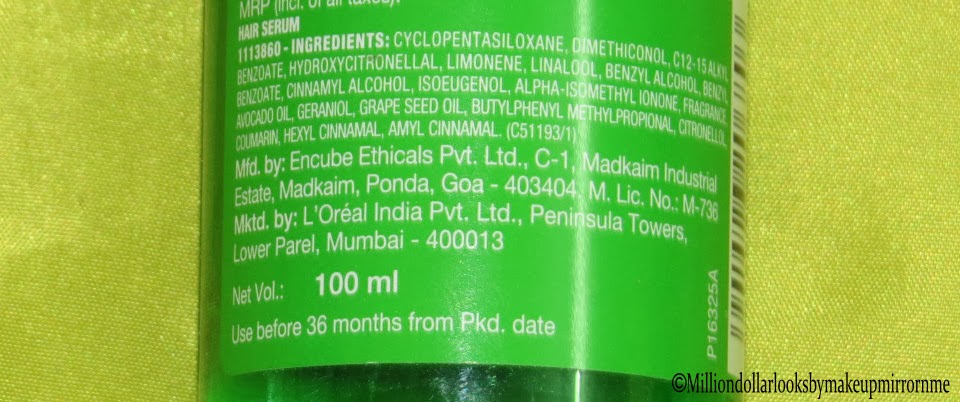 MRP (incl. of all taxes):
HAIR SERUM
1113860 - INGREDIENTS: CYCLOPENTASILOXANE, DIMETHICONOL, C12-15 ALKYL
BENZOATE, HYDROXYCITRONELLAL, LIMONENE, LINALOOL, BENZYL ALCOHOL, BENZYL
BENZOATE, CINNAMYL ALCOHOL, ISOEUGENOL, ALPHA-ISOMETHYL IONONE, FRAGRANCE
AVOCADO OIL, GERANIOL, GRAPE SEED OIL, BUTYLPHENYL METHYLPROPIONAL, CITRONELLOL
COUMARIN, HEXYL CINNAMAL, AMYL CINNAMAL. (C51193/1)
Mfd. by: Encube Ethicals Pvt. Ltd., C-1, Madkaim Industrial
Estate, Madkaim, Ponda, Goa - 403404. M. Lic. No.: M-736
Mktd. by: L'Oréal India Pvt. Ltd., Peninsula Towers,
Lower Parel, Mumbai - 400013
Net Vol.: 100 ml
Use before 36 months from Pkd. date
P16325A
©Milliondollarlooksbymakeupmirrornme